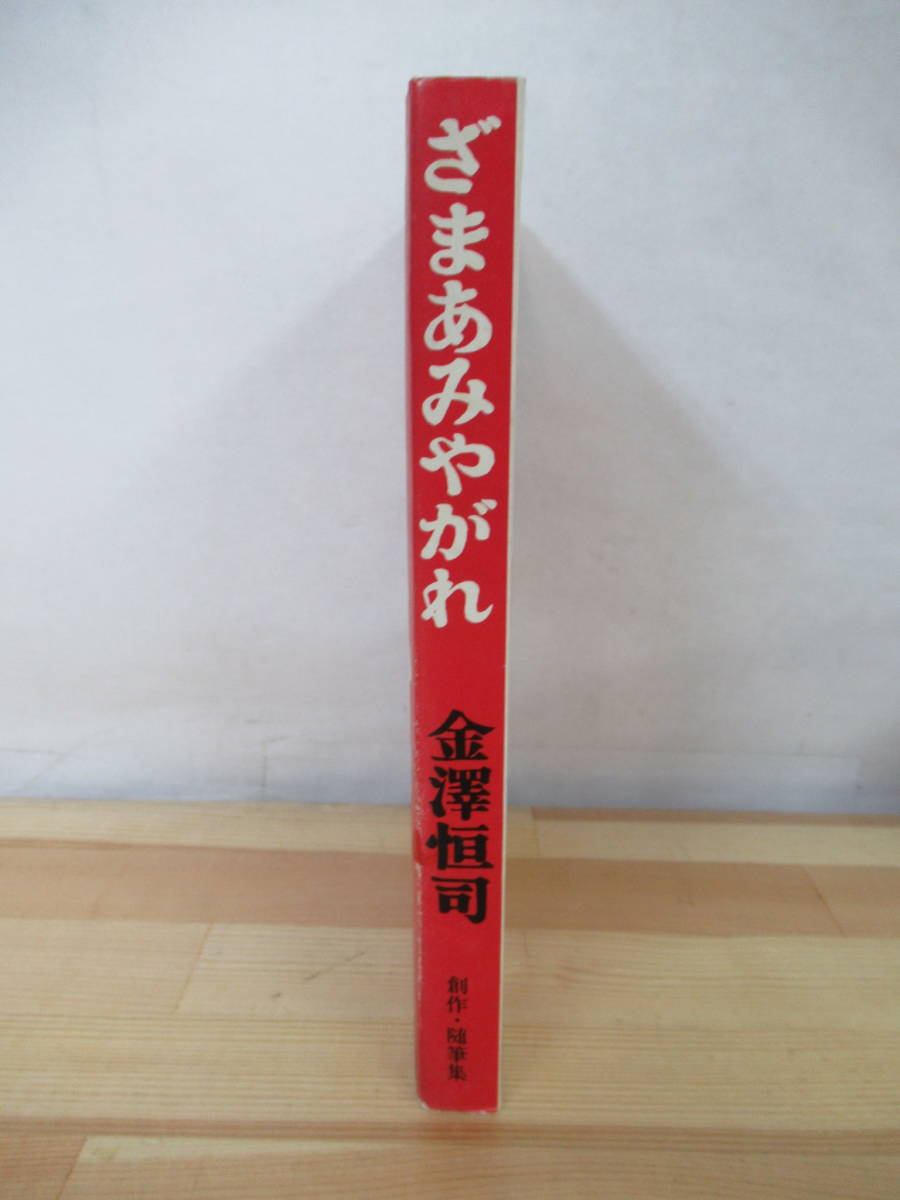 ざまあみやがれ
金澤恒司
創作・随筆集